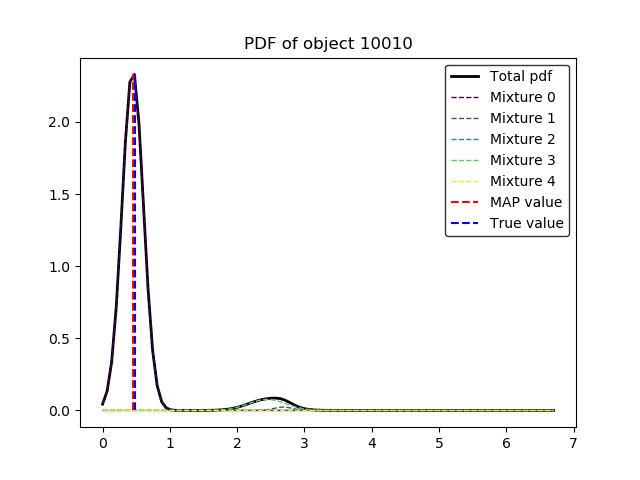 PDF of object 10010
Total pdf
Mixture 0
Mixture 1
Mixture 2
Mixture 3
Mixture 4
MAP value
True value
2.0
1.5
1.0
0.5
0.0
0 1 2 3 4 5 6 7